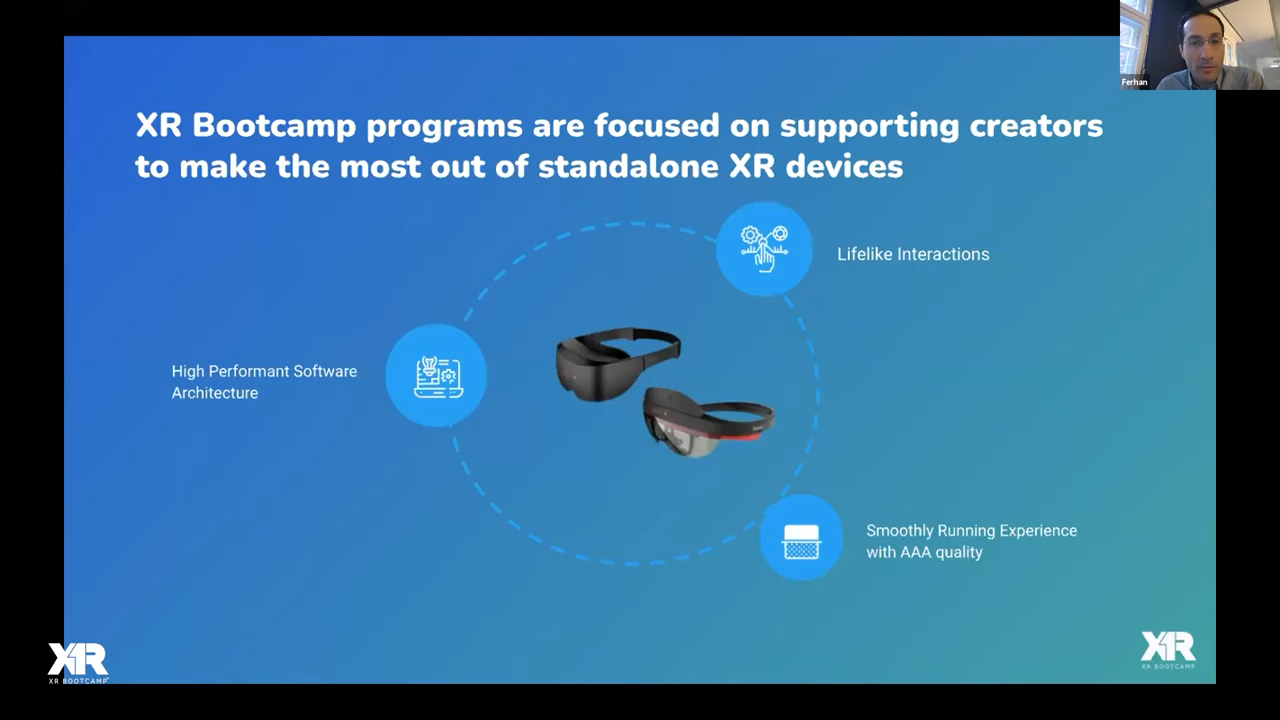 Ferhan
XR Bootcamp programs are focused on supporting creators
to make the most out of standalone XR devices
Lifelike Interactions
High Performant Software
Architecture
Smoothly Running Experience
with AAA quality
XR
XR BOOTCAMP
XR
XR BOOTCAMP